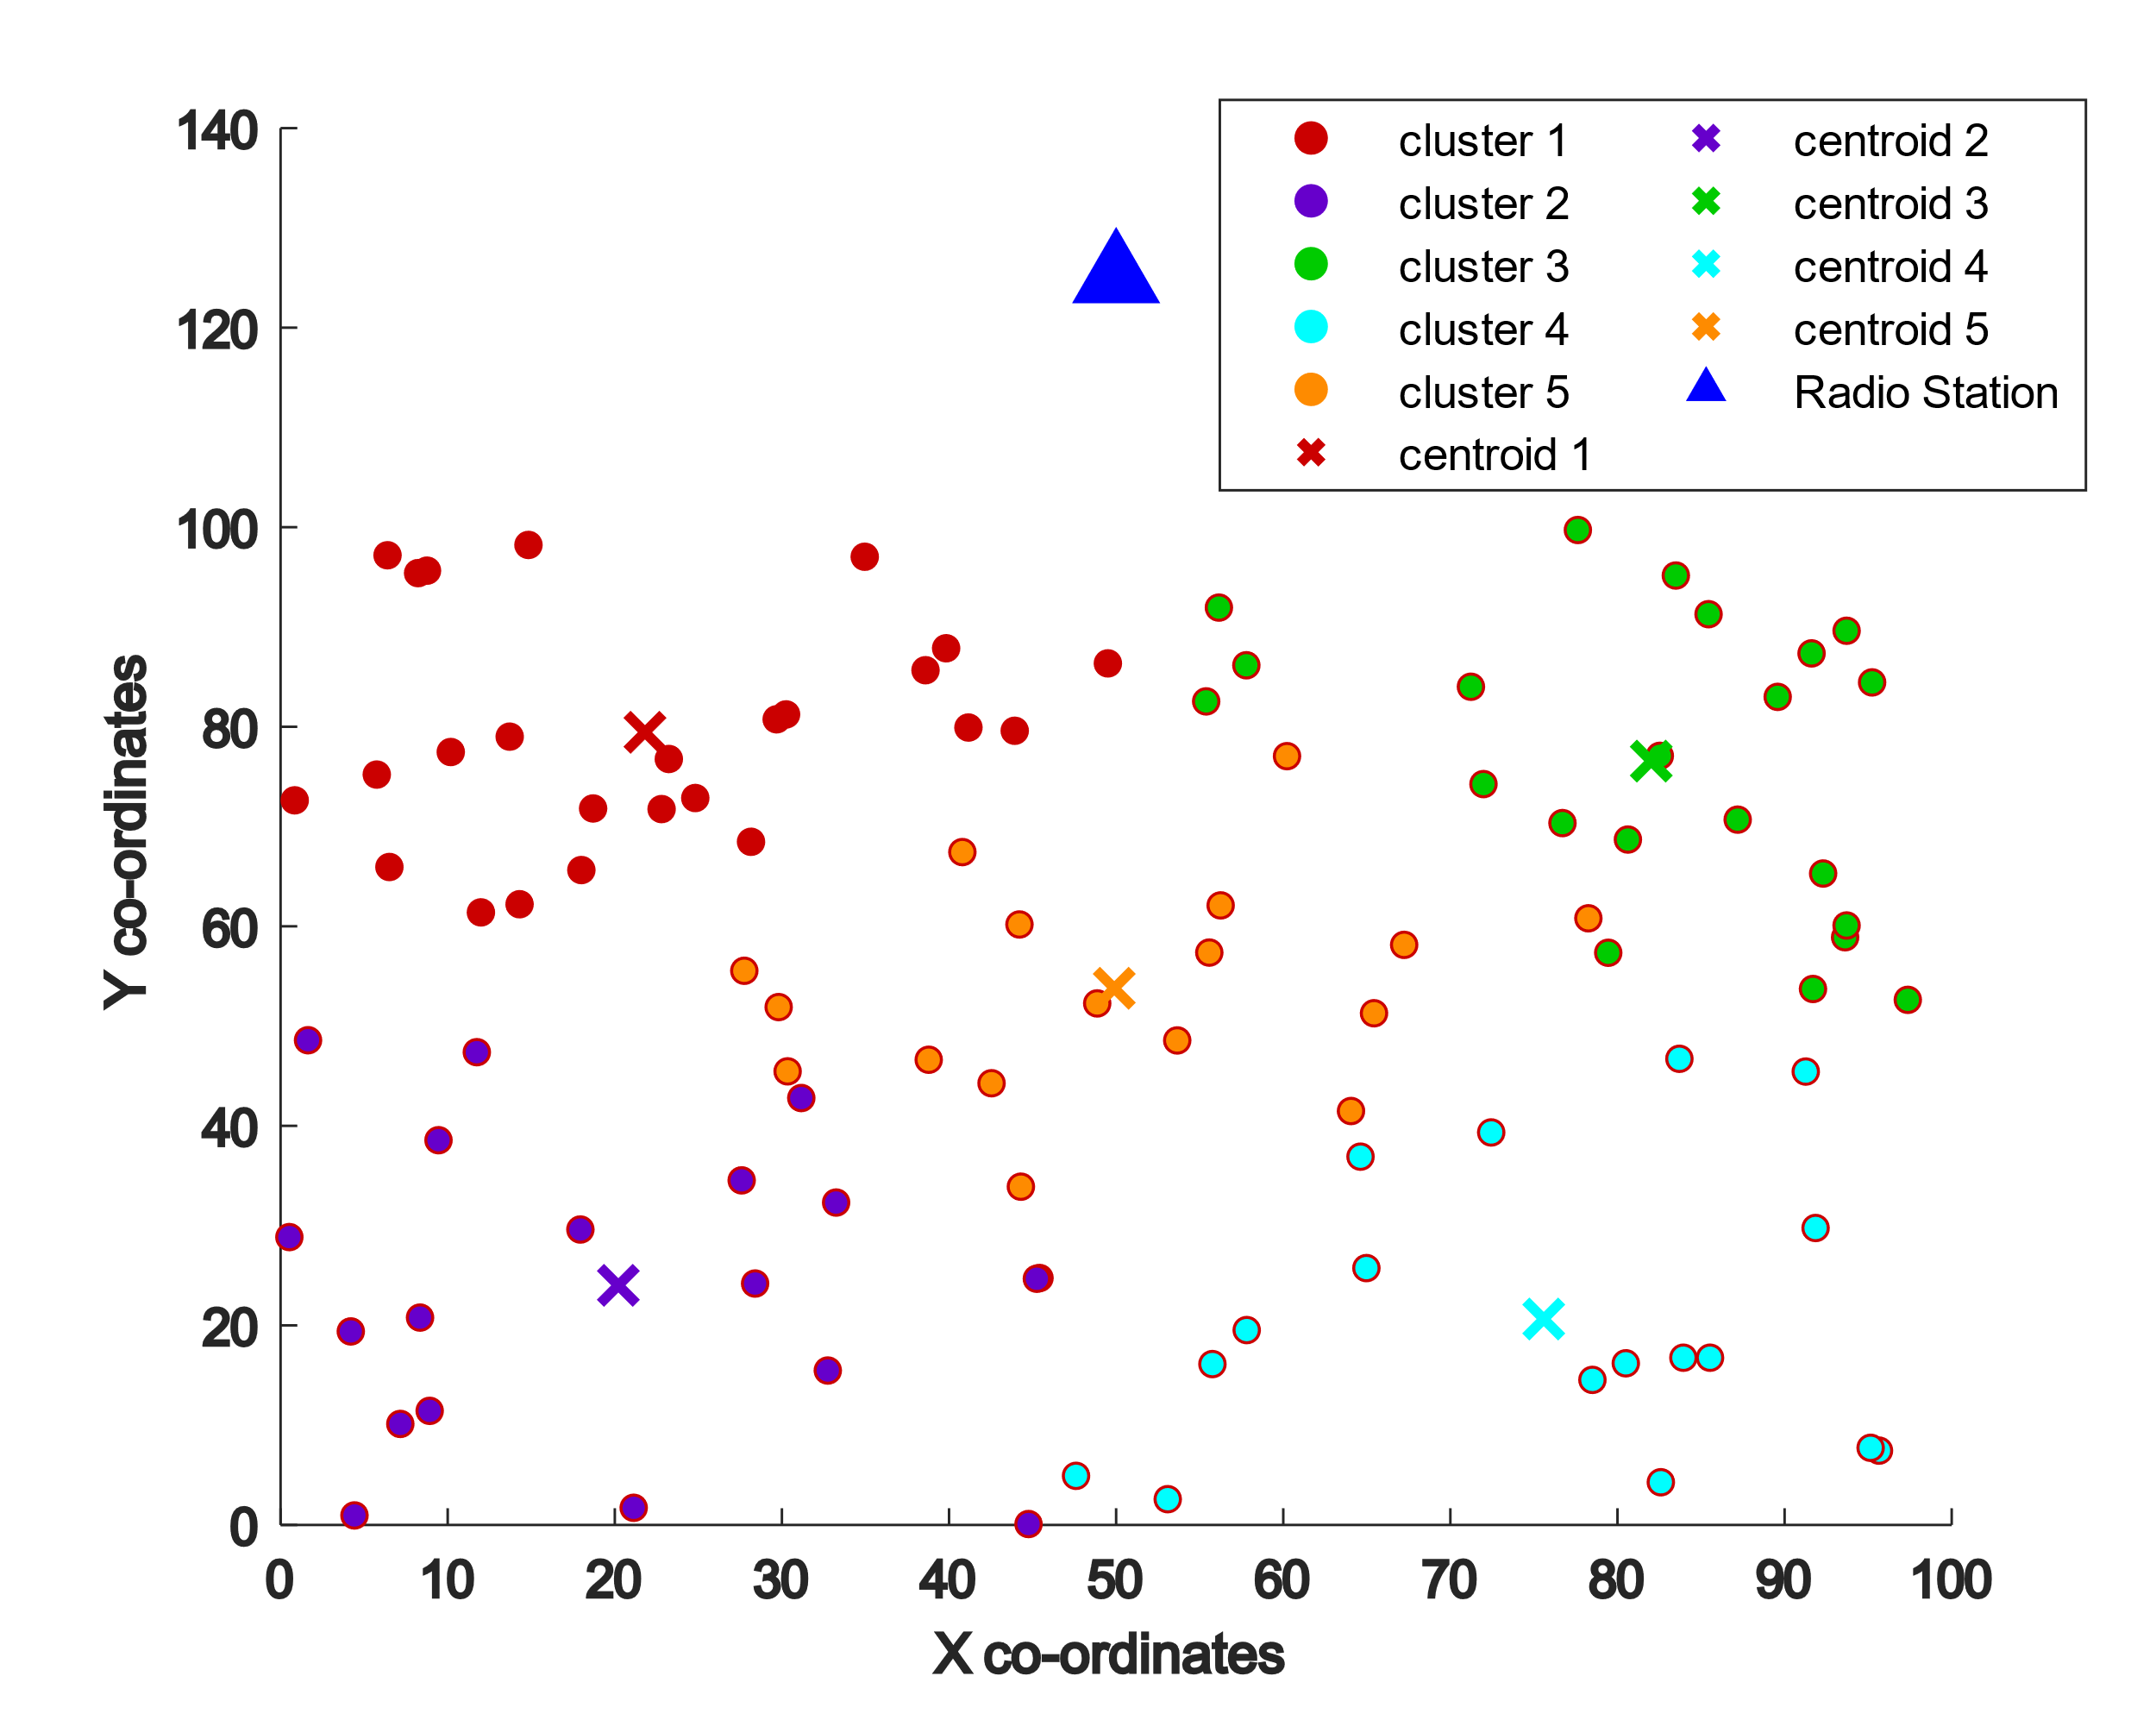 cluster 1
cluster 2
cluster 3
cluster 4
cluster 5
centroid 1
centroid 2
centroid 3
centroid 4
centroid 5
Radio Station
Y co-ordinates
140
120
100
80
60
40
20
0
0 10 20 30 40 50 60 70 80 90 100
X co-ordinates